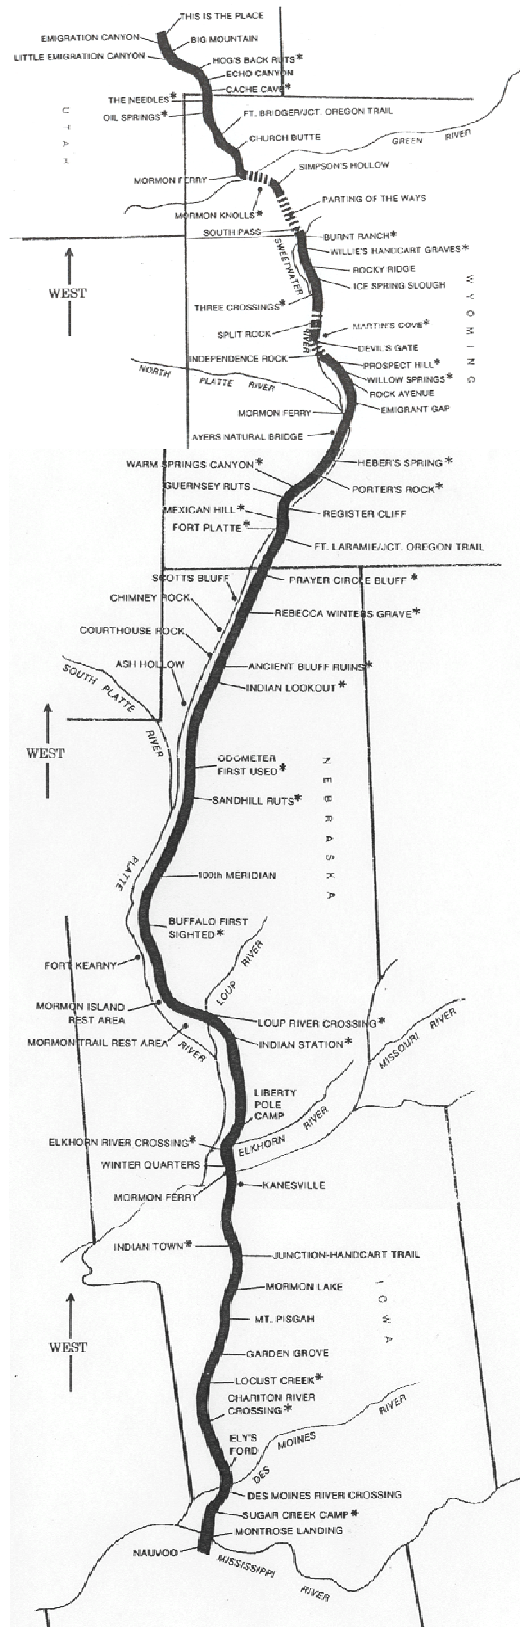 THIS IS THE PLACE
EMIGRATION CANYON
BIG MOUNTAIN
LITTLE EMIGRATION CANYON
HOG'S BACK RUTS*
ECHO CANYON
CACHE CAVE*
THE NEEDLES*
OIL SPRINGS*
FT. BRIDGER/JCT. OREGON TRAIL
UTAH
CHURCH BUTTE
GREEN RIVER
SIMPSON'S HOLLOW
MORMON FERRY
PARTING OF THE WAYS
MORMON KNOLLS*
SOUTH PASS
BURNT RANCH*
WILLIE'S HANDCART GRAVES*
SWEETWATER RIVER
ROCKY RIDGE
ICE SPRING SLOUGH
WEST
WYOMING
THREE CROSSINGS*
MARTIN'S COVE*
SPLIT ROCK
DEVIL'S GATE
INDEPENDENCE ROCK
PROSPECT HILL*
NORTH PLATTE RIVER
WILLOW SPRINGS*
ROCK AVENUE
MORMON FERRY
EMIGRANT GAP
AYERS NATURAL BRIDGE
WARM SPRINGS CANYON*
HEBER'S SPRING*
GUERNSEY RUTS
PORTER'S ROCK*
MEXICAN HILL*
REGISTER CLIFF
FORT PLATTE*
FT. LARAMIE/JCT. OREGON TRAIL
SCOTTS BLUFF
PRAYER CIRCLE BLUFF*
CHIMNEY ROCK
REBECCA WINTERS GRAVE*
COURTHOUSE ROCK
ASH HOLLOW
ANCIENT BLUFF RUINS*
SOUTH PLATTE RIVER
INDIAN LOOKOUT*
WEST
ODOMETER
FIRST USED*
NEBRASKA
SANDHILL RUTS*
PLATTE
100th MERIDIAN
BUFFALO FIRST
SIGHTED*
FORT KEARNY
LOUP RIVER
MORMON ISLAND
REST AREA
LOUP RIVER CROSSING*
MISSOURI RIVER
MORMON TRAIL REST AREA
RIVER
INDIAN STATION*
LIBERTY
POLE
CAMP
ELKHORN RIVER
ELKHORN RIVER CROSSING*
WINTER QUARTERS
KANESVILLE
MORMON FERRY
INDIAN TOWN*
JUNCTION-HANDCART TRAIL
MORMON LAKE
IOWA
MT. PISGAH
WEST
GARDEN GROVE
LOCUST CREEK*
CHARITON RIVER
CROSSING*
DES MOINES RIVER
ELY'S
FORD
DES MOINES RIVER CROSSING
SUGAR CREEK CAMP*
MONTROSE LANDING
NAUVOO
MISSISSIPPI RIVER